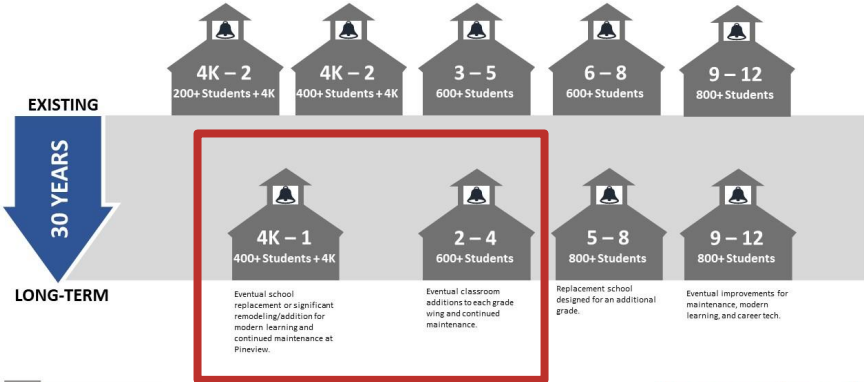 4K – 2
200+ Students + 4K
4K – 2
400+ Students + 4K
3 – 5
600+ Students
6 – 8
600+ Students
9 – 12
800+ Students
EXISTING
30 YEARS
LONG-TERM
4K – 1
400+ Students + 4K
2 – 4
600+ Students
5 – 8
800+ Students
9 – 12
800+ Students
Eventual school
replacement or significant
remodeling/addition for
modern learning and
continued maintenance at
Pineview.
Eventual classroom
additions to each grade
wing and continued
maintenance.
Replacement school
designed for an additional
grade.
Eventual improvements for
maintenance, modern
learning, and career tech.